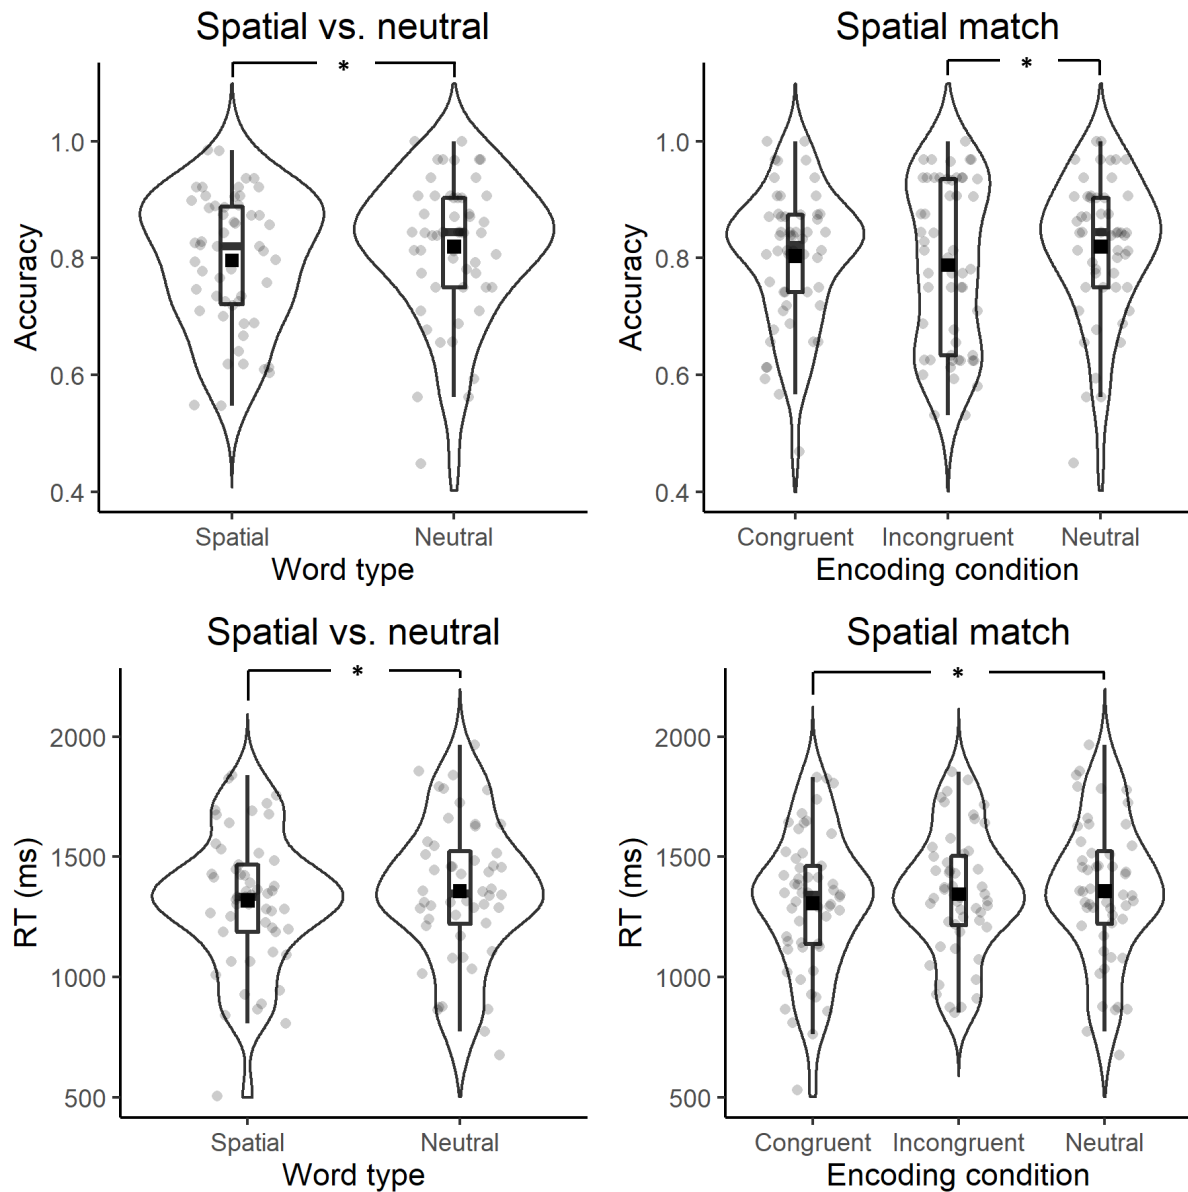 Spatial vs. neutral
*
Accuracy
1.0
0.8
0.6
0.4
Spatial Neutral
Word type
Spatial match
*
Accuracy
1.0
0.8
0.6
0.4
Congruent Incongruent Neutral
Encoding condition
Spatial vs. neutral
*
RT (ms)
2000
1500
1000
500
Spatial Neutral
Word type
Spatial match
*
RT (ms)
2000
1500
1000
500
Congruent Incongruent Neutral
Encoding condition